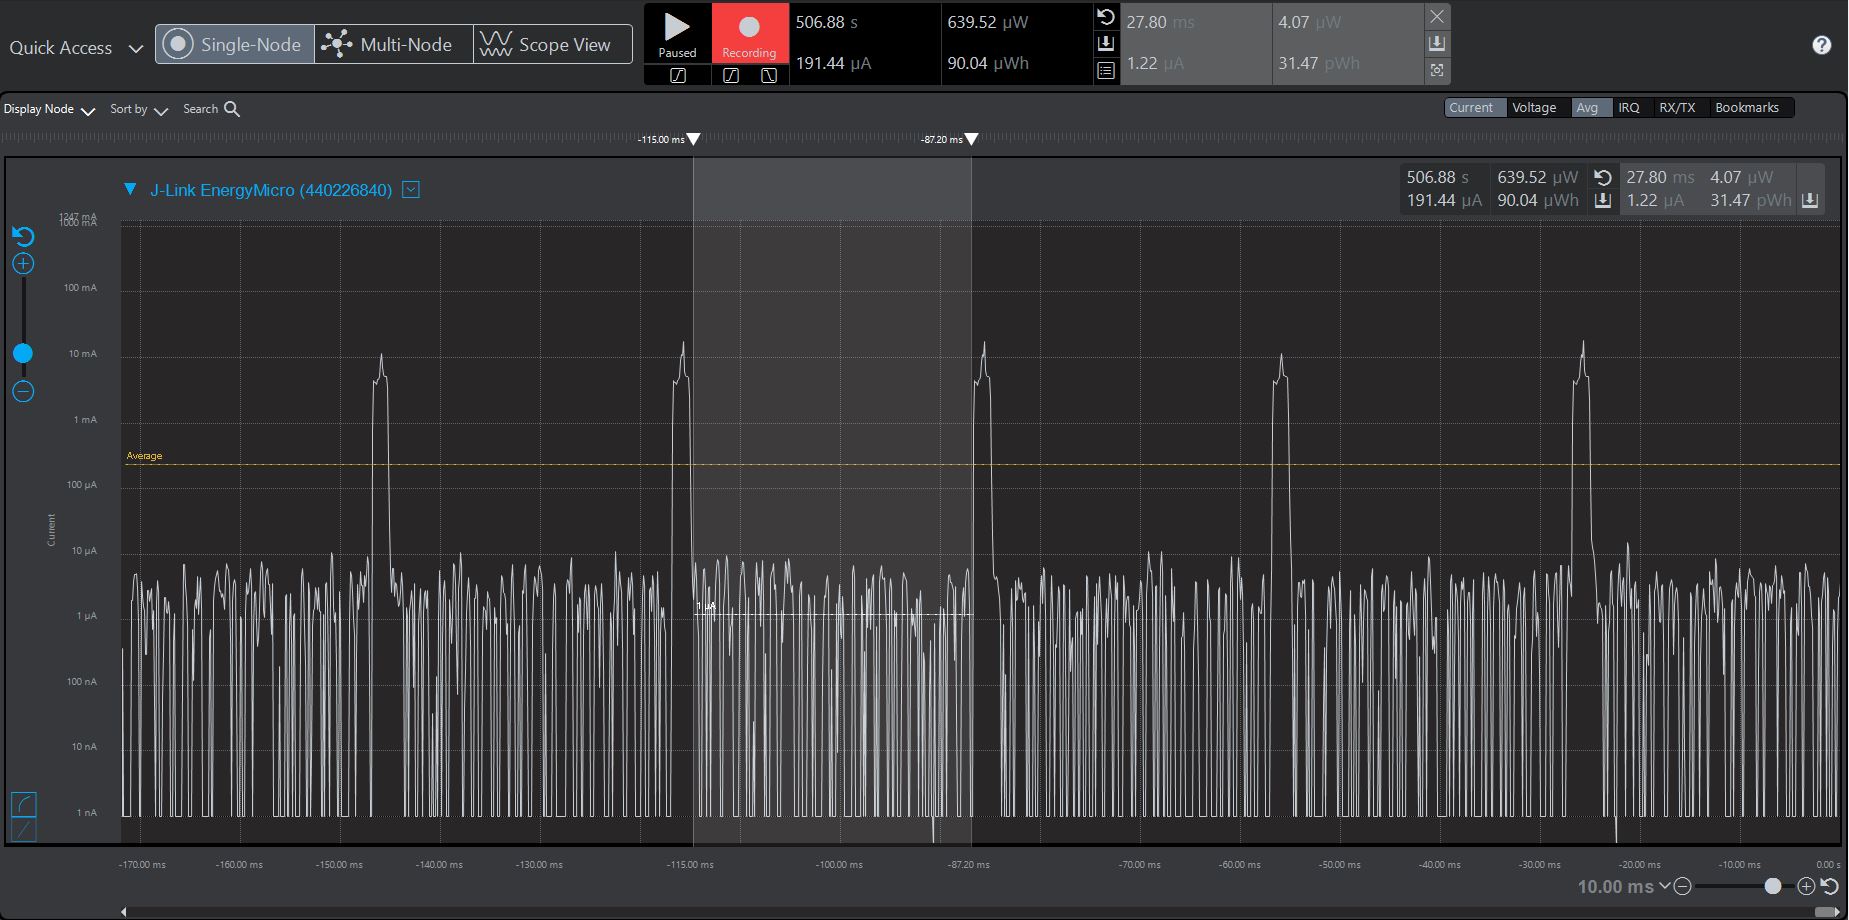 Quick Access
Single-Node
Multi-Node
Scope View
Paused
Recording
506.88 s
639.52 µW
191.44 µA
90.04 µWh
27.80 ms
4.07 µW
1.22 µA
31.47 pWh
?
Display Node
Sort by
Search
Current
Voltage
Avg
IRQ
RX/TX
Bookmarks
-115.00 ms
-87.20 ms
J-Link EnergyMicro (440226840)
506.88 s
639.52 µW
27.80 ms
4.07 µW
191.44 µA
90.04 µWh
1.22 µA
31.47 pWh
1247 mA
1000 mA
100 mA
10 mA
1 mA
Average
100 µA
Current
10 µA
1 µA
1 µA
100 nA
10 nA
1 nA
-170.00 ms
-160.00 ms
-150.00 ms
-140.00 ms
-130.00 ms
-115.00 ms
-100.00 ms
-87.20 ms
-70.00 ms
-60.00 ms
-50.00 ms
-40.00 ms
-30.00 ms
-20.00 ms
-10.00 ms
0.00 s
10.00 ms